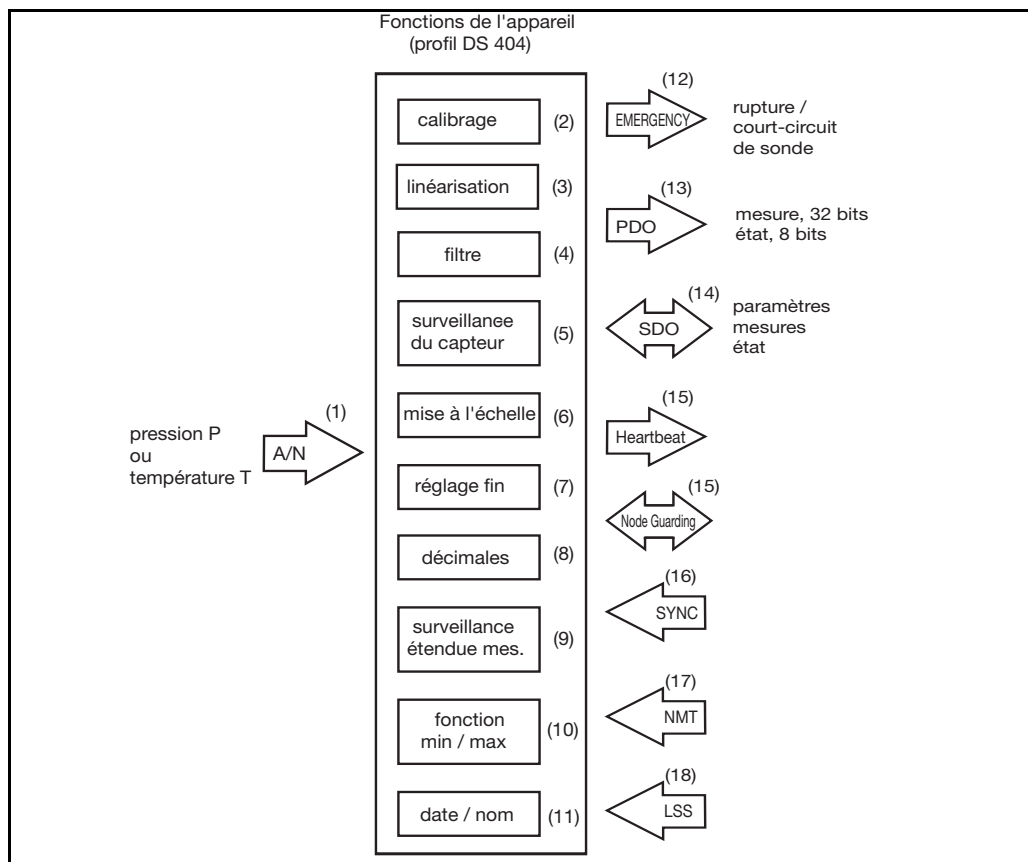 Fonctions de l'appareil
(profil DS 404)
calibrage (2)
linéarisation (3)
filtre (4)
surveillanee
du capteur (5)
mise à l'échelle (6)
réglage fin (7)
décimales (8)
surveillance
étendue mes. (9)
fonction
min / max (10)
date / nom (11)
pression P
ou
température T
(1)
A/N
(12)
EMERGENCY
rupture /
court-circuit
de sonde
(13)
PDO
mesure, 32 bits
état, 8 bits
(14)
SDO
paramètres
mesures
état
(15)
Heartbeat
(15)
Node Guarding
(16)
SYNC
(17)
NMT
(18)
LSS